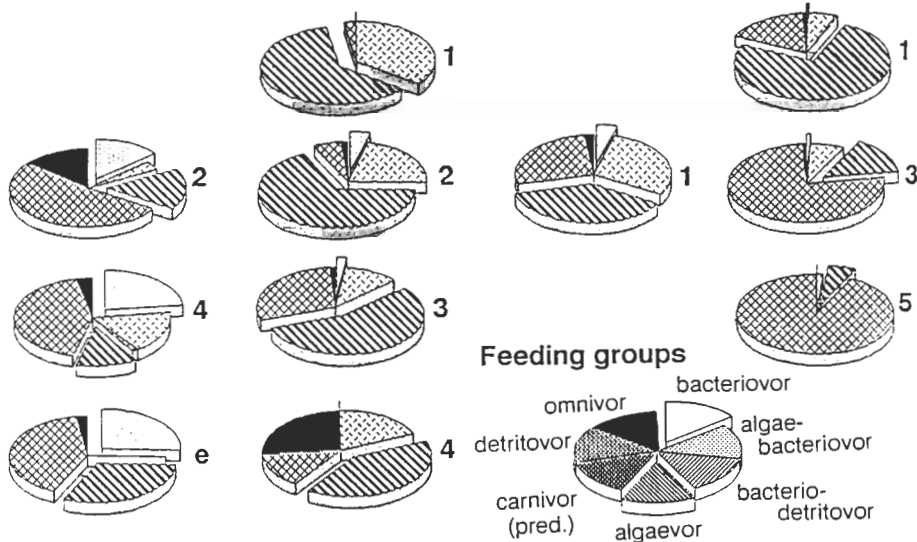 1
1
2
2
1
3
4
3
5
Feeding groups
bacteriovor
omnivor
algae-
bacteriovor
detritovor
e
4
carnivor
(pred.)
bacterio-
detritovor
algaevor